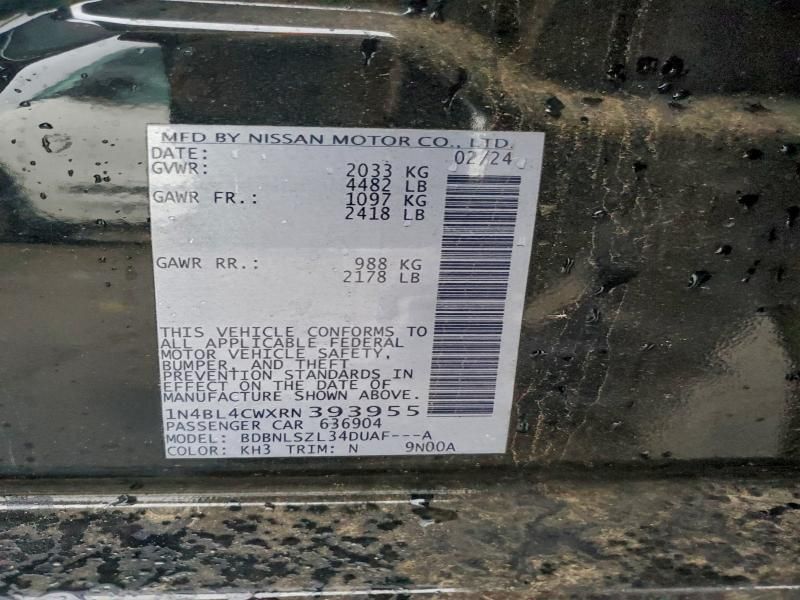 MFD BY NISSAN MOTOR CO., LTD.
DATE: 02/24
GVWR: 2033 KG
4482 LB
GAWR FR.: 1097 KG
2418 LB
GAWR RR.: 988 KG
2178 LB
THIS VEHICLE CONFORMS TO
ALL APPLICABLE FEDERAL
MOTOR VEHICLE SAFETY,
BUMPER, AND THEFT
PREVENTION STANDARDS IN
EFFECT ON THE DATE OF
MANUFACTURE SHOWN ABOVE.
1N4BL4CWXRN393955
PASSENGER CAR 636904
MODEL: BDBNLSZL34DUAF---A
COLOR: KH3 TRIM: N 9N00A